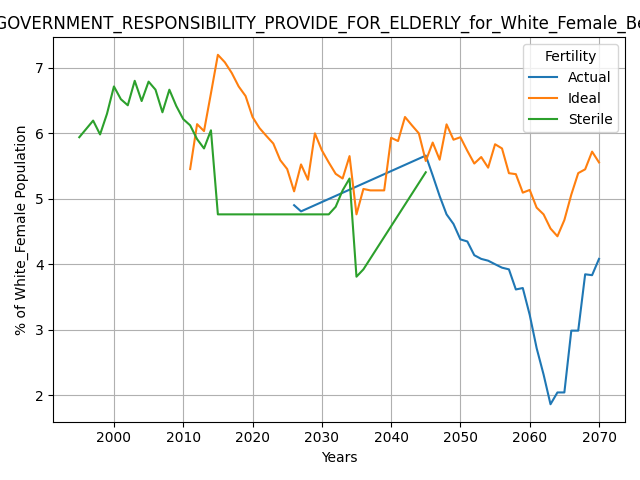 GOVERNMENT_RESPONSIBILITY_PROVIDE_FOR_ELDERLY_for_White_Female_Be
Fertility
Actual
Ideal
Sterile
% of White_Female Population
7
6
5
4
3
2
2000 2010 2020 2030 2040 2050 2060 2070
Years